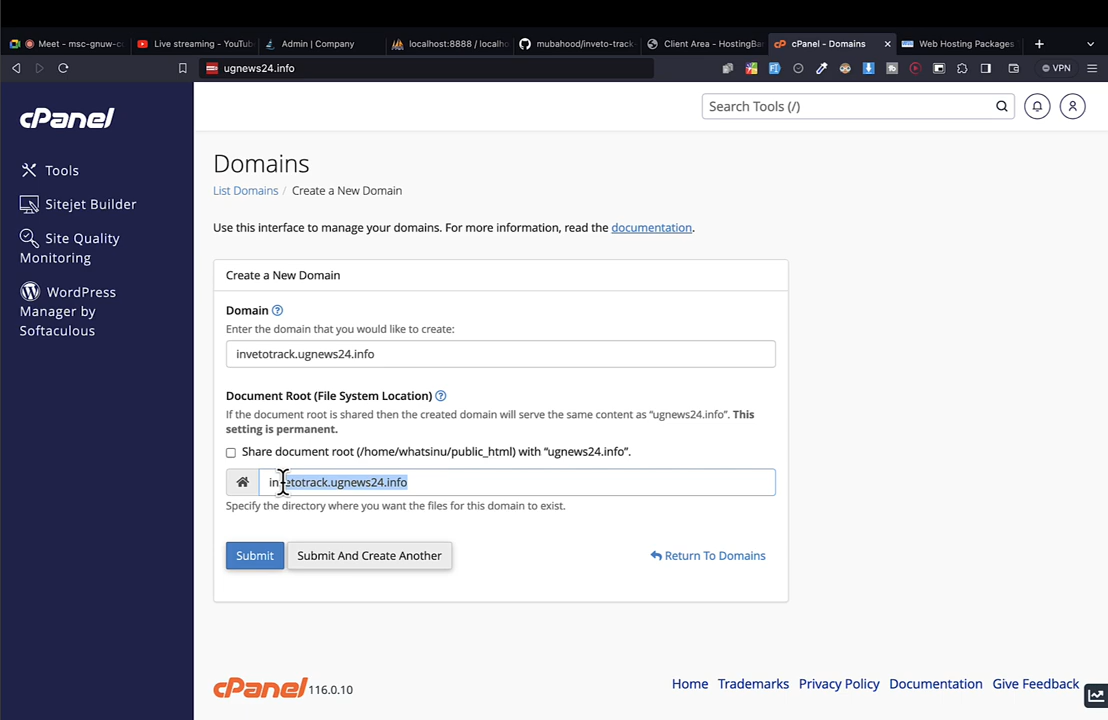 Meet - msc-gnuw-c
Live streaming - YouTub
Admin | Company
localhost:8888 / localho
mubahood/inveto-track
Client Area - HostingBa
cPanel - Domains
Web Hosting Packages
ugnews24.info
VPN
cPanel
Search Tools (/)
Tools
Sitejet Builder
Site Quality
Monitoring
WordPress
Manager by
Softaculous
Domains
List Domains / Create a New Domain
Use this interface to manage your domains. For more information, read the documentation.
Create a New Domain
Domain
Enter the domain that you would like to create:
invetotrack.ugnews24.info
Document Root (File System Location)
If the document root is shared then the created domain will serve the same content as “ugnews24.info”. This
setting is permanent.
Share document root (/home/whatsinu/public_html) with “ugnews24.info”.
invetotrack.ugnews24.info
Specify the directory where you want the files for this domain to exist.
Submit
Submit And Create Another
Return To Domains
cPanel 116.0.10
Home
Trademarks
Privacy Policy
Documentation
Give Feedback